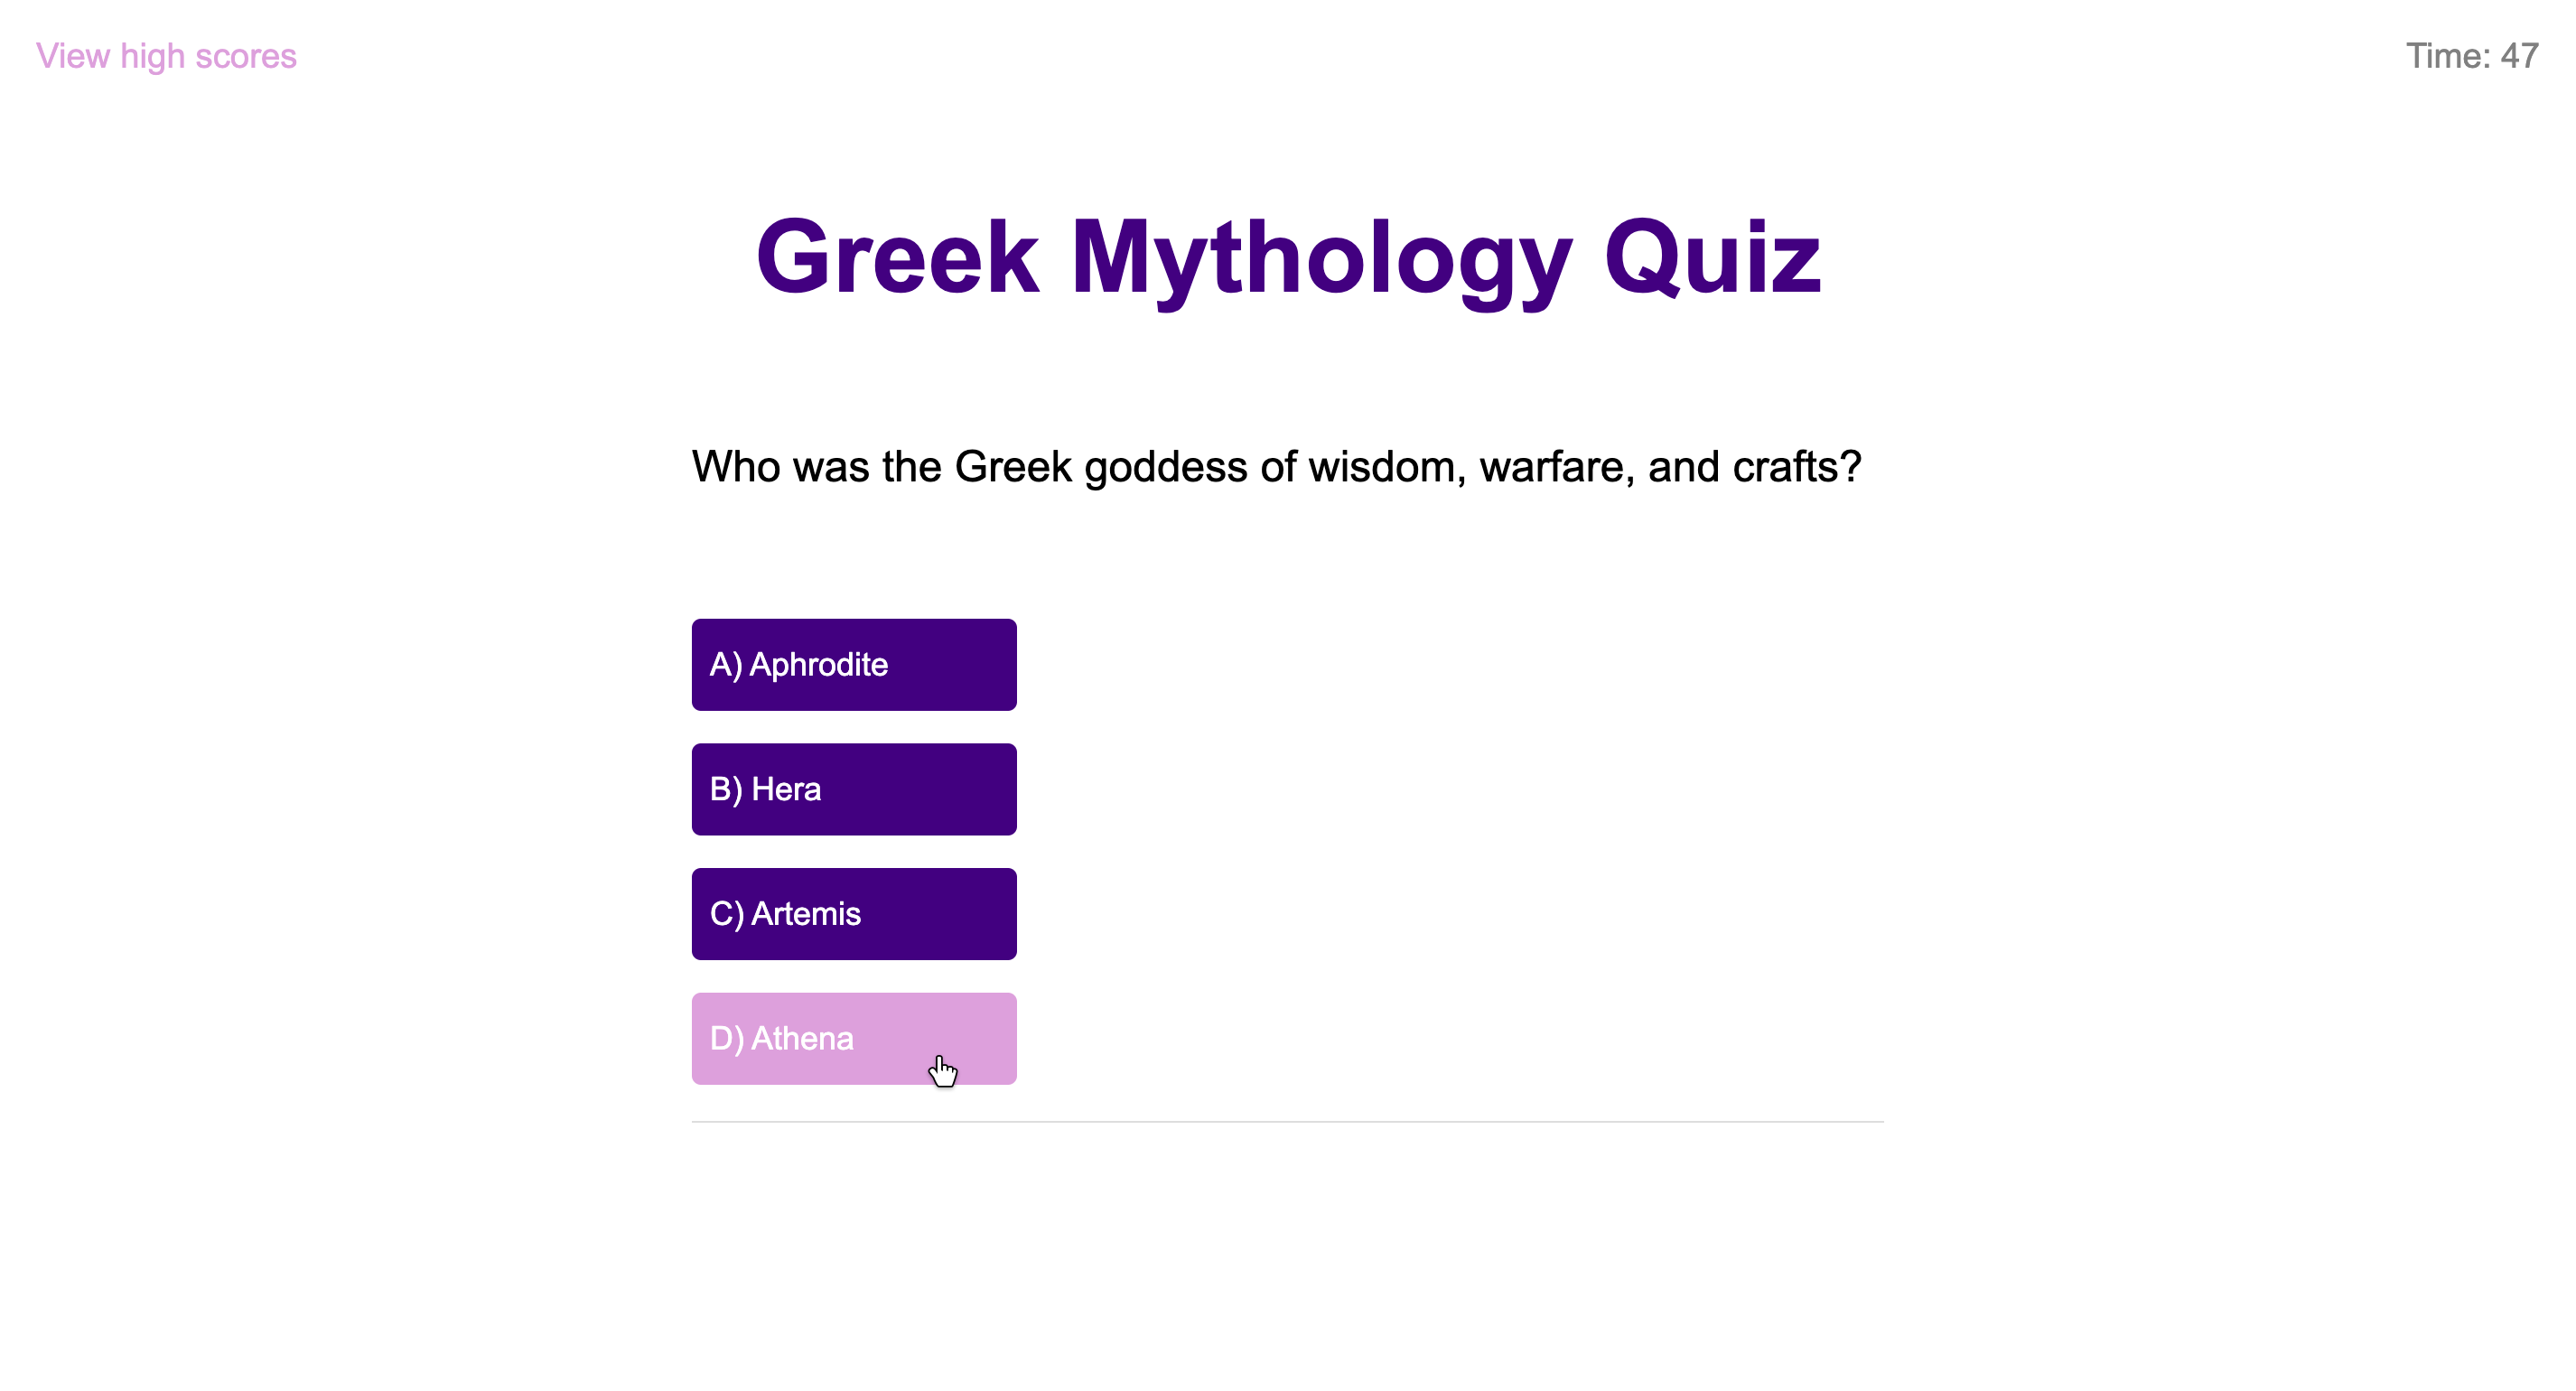 View high scores
Time: 47
Greek Mythology Quiz
Who was the Greek goddess of wisdom, warfare, and crafts?
A) Aphrodite
B) Hera
C) Artemis
D) Athena